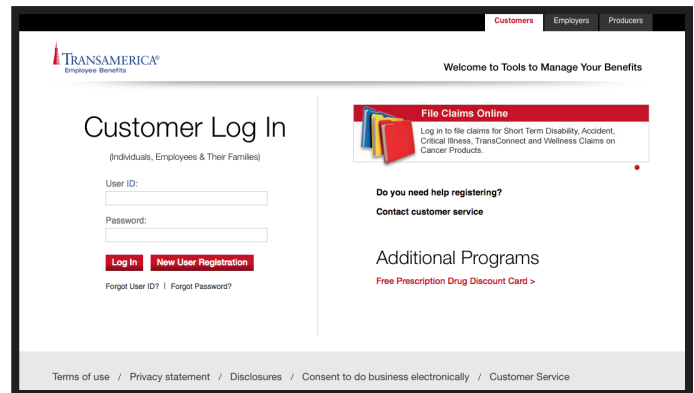 Customers Employers Producers
TRANSAMERICA®
Employee Benefits
Welcome to Tools to Manage Your Benefits
Customer Log In
(Individuals, Employees & Their Families)
User ID:
Password:
Log In New User Registration
Forgot User ID? | Forgot Password?
File Claims Online
Log in to file claims for Short Term Disability, Accident,
Critical Illness, TransConnect and Wellness Claims on
Cancer Products.
Do you need help registering?
Contact customer service
Additional Programs
Free Prescription Drug Discount Card >
Terms of use / Privacy statement / Disclosures / Consent to do business electronically / Customer Service